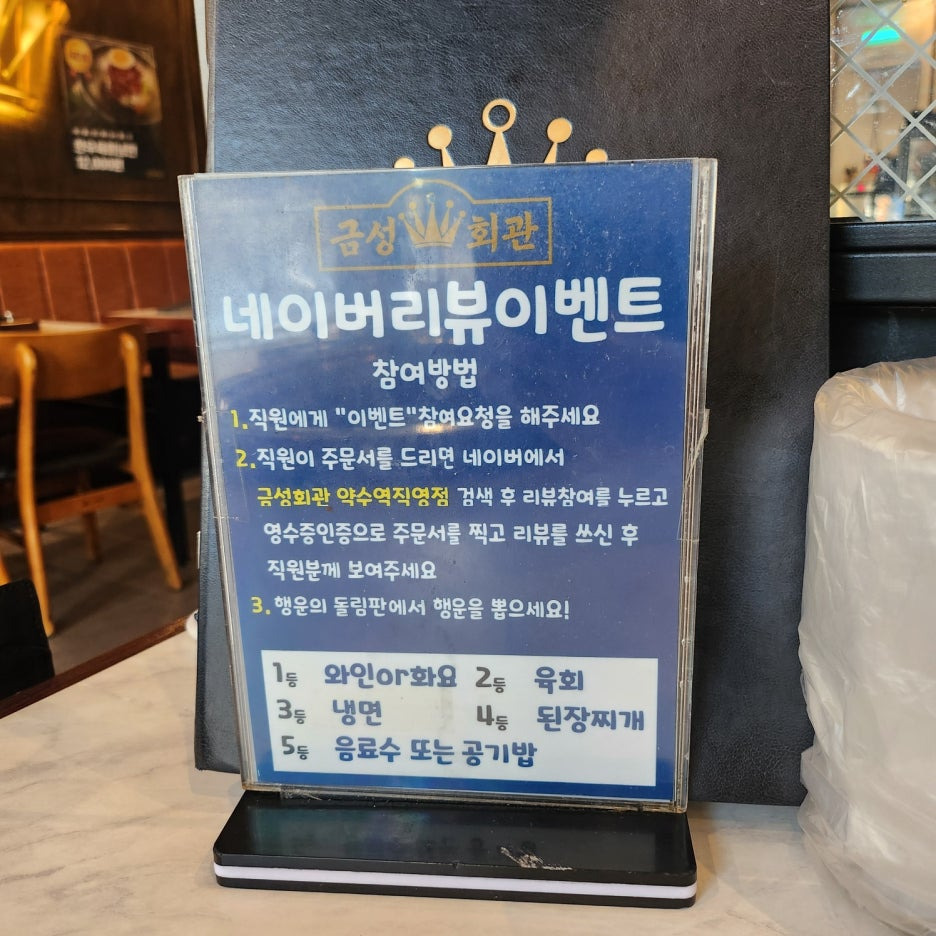 금성 회관
네이버리뷰이벤트
참여방법
1. 직원에게 "이벤트"참여요청을 해주세요
2. 직원이 주문서를 드리면 네이버에서
금성회관 약수역직영점 검색 후 리뷰참여를 누르고
영수증인증으로 주문서를 찍고 리뷰를 쓰신 후
직원분께 보여주세요
3. 행운의 돌림판에서 행운을 뽑으세요!
1등 와인or화요 2등 육회
3등 냉면 4등 된장찌개
5등 음료수 또는 공기밥